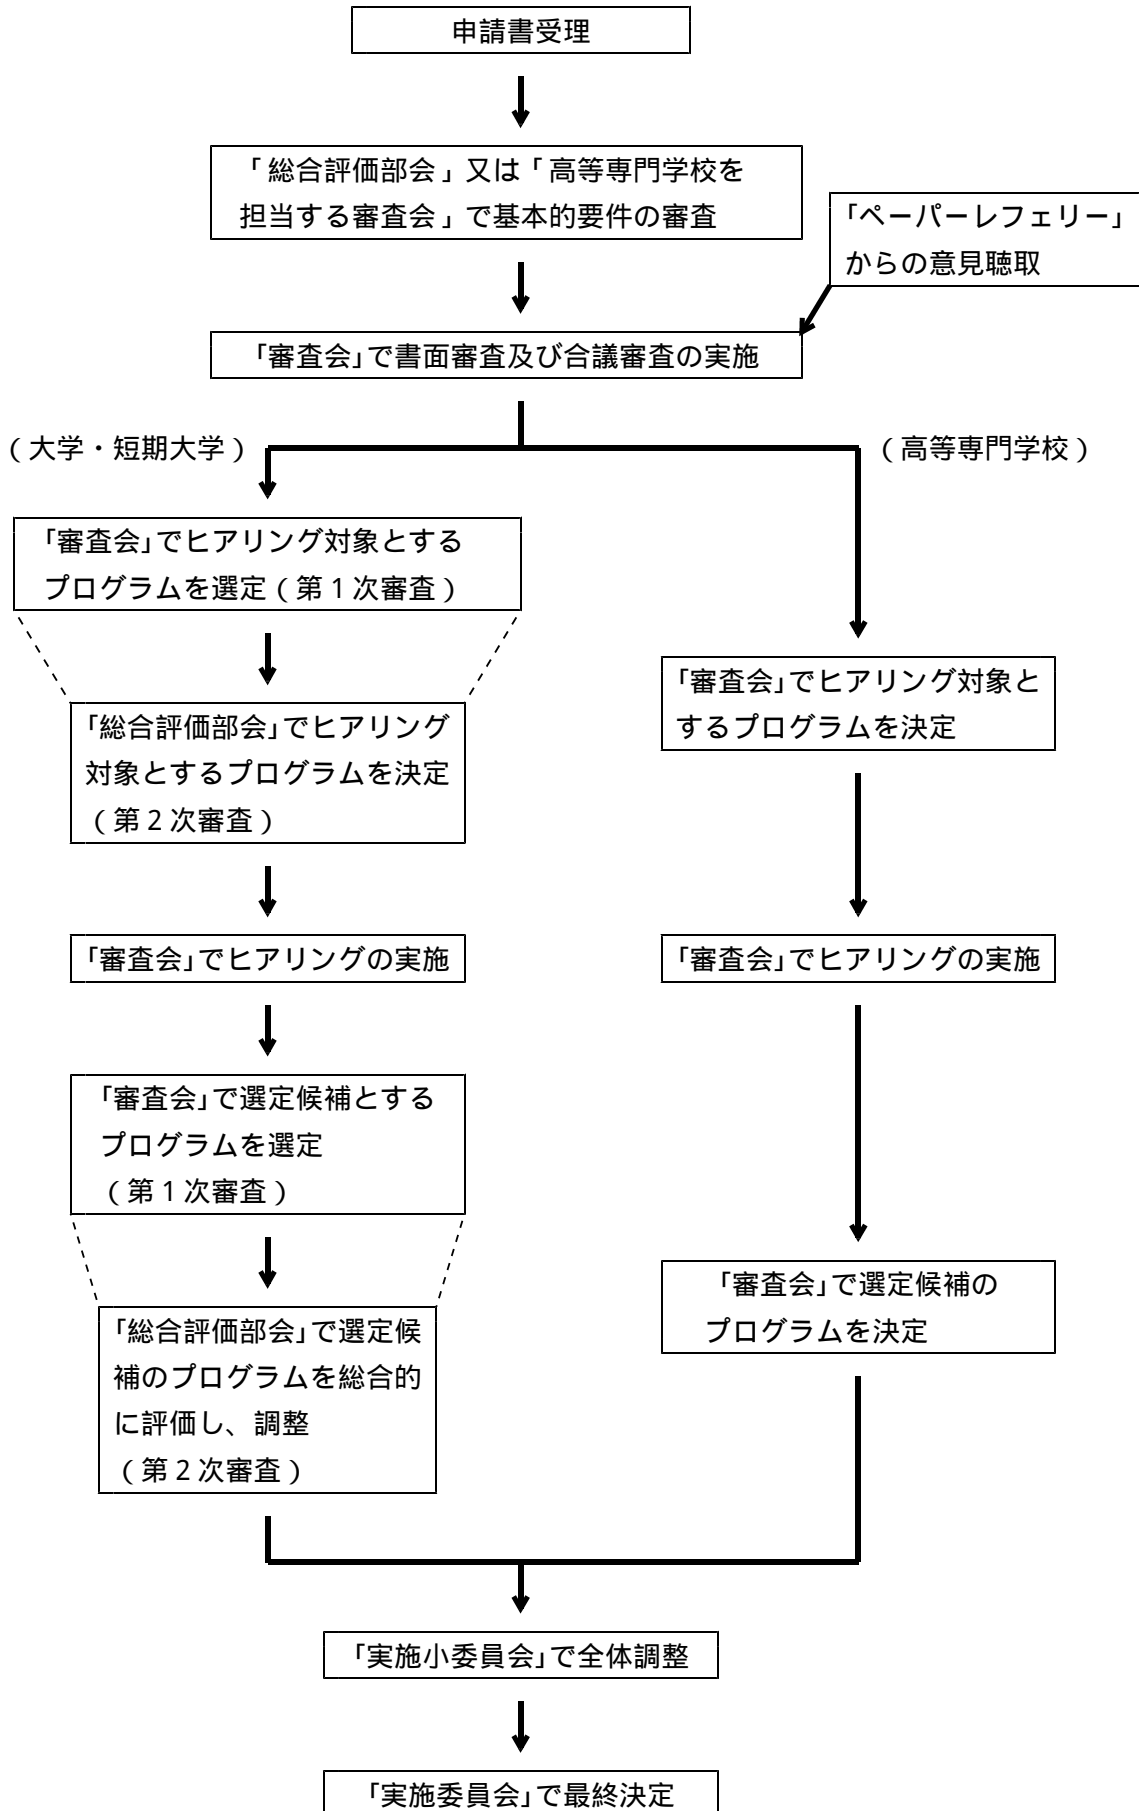 申請書受理
「総合評価部会」又は「高等専門学校を
担当する審査会」で基本的要件の審査
「ペーパーレフェリー」
からの意見聴取
「審査会」で書面審査及び合議審査の実施
（大学・短期大学）
（高等専門学校）
「審査会」でヒアリング対象とする
プログラムを選定（第1次審査）
「総合評価部会」でヒアリング
対象とするプログラムを決定
（第2次審査）
「審査会」でヒアリングの実施
「審査会」で選定候補とする
プログラムを選定
（第1次審査）
「総合評価部会」で選定候
補のプログラムを総合的
に評価し、調整
（第2次審査）
「審査会」でヒアリング対象と
するプログラムを決定
「審査会」でヒアリングの実施
「審査会」で選定候補の
プログラムを決定
「実施小委員会」で全体調整
「実施委員会」で最終決定